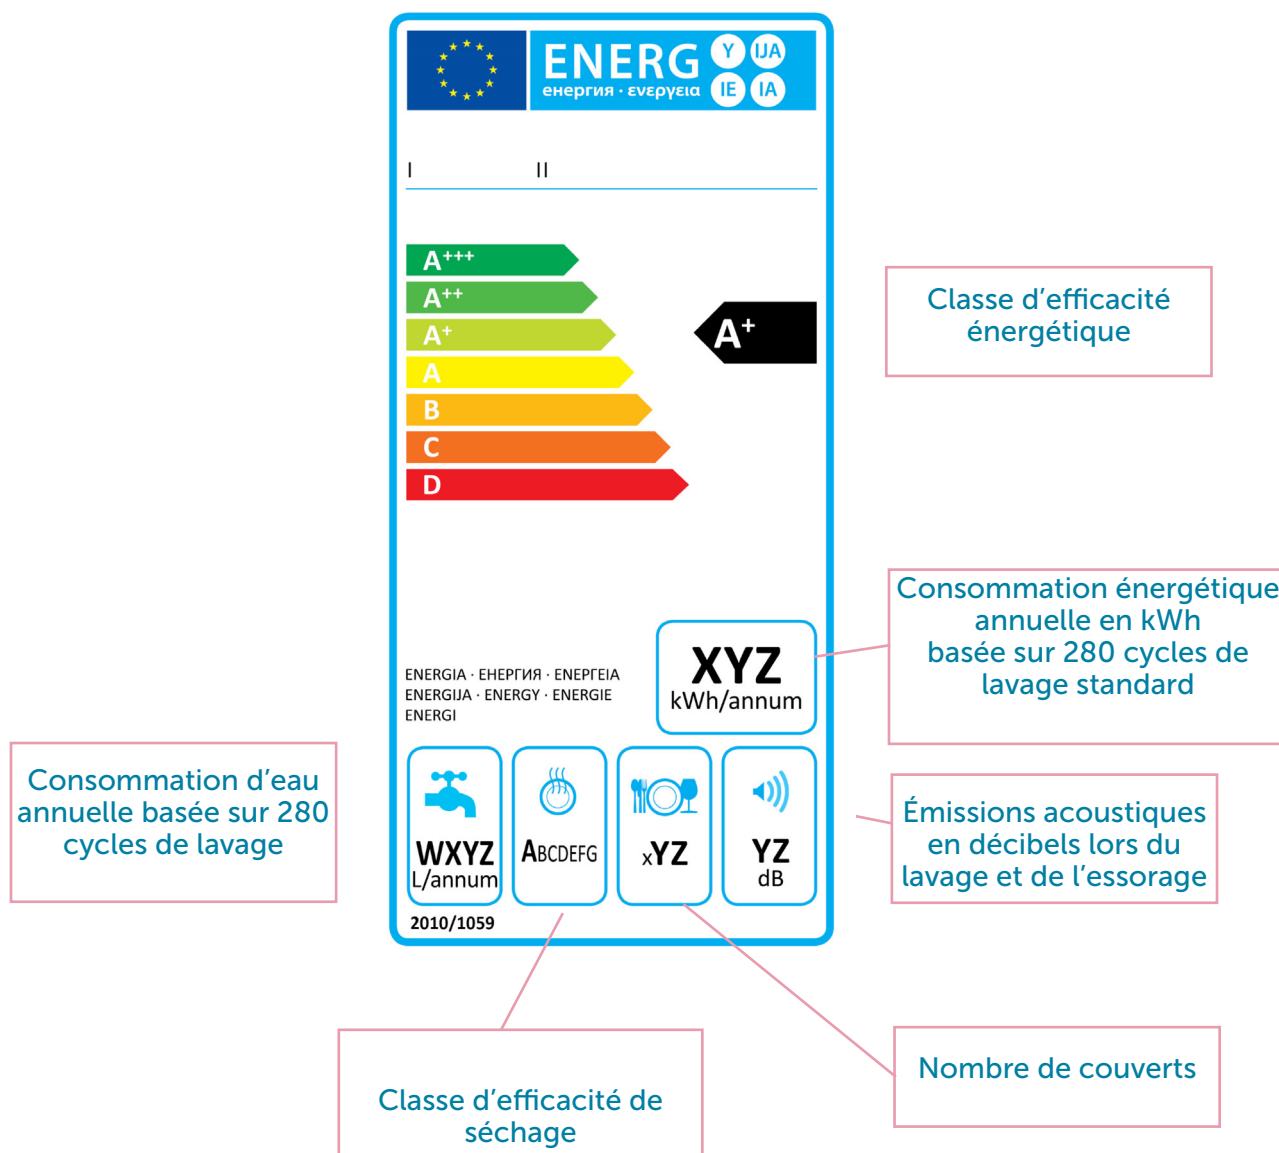 ENERG Y IJA
енергия · ενεργεια IE IA
I II
A+++
A++
A+
A
B
C
D
A+
Classe d’efficacité
énergétique
Consommation énergétique
annuelle en kWh
basée sur 280 cycles de
lavage standard
XYZ
kWh/annum
ENERGIA · ЕНЕРГИЯ · ΕΝΕΡΓΕΙΑ
ENERGIJA · ENERGY · ENERGIE
ENERGI
Consommation d’eau
annuelle basée sur 280
cycles de lavage
WXYZ
L/annum
ABCDEFG
xYZ
YZ
dB
Émissions acoustiques
en décibels lors du
lavage et de l’essorage
2010/1059
Nombre de couverts
Classe d’efficacité de
séchage